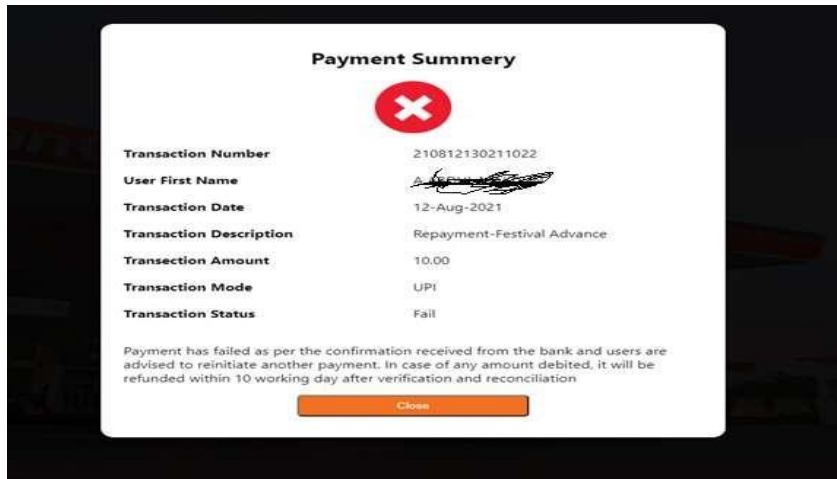 Payment Summery
Transaction Number 210812130211022
User First Name
Transaction Date 12-Aug-2021
Transaction Description Repayment-Festival Advance
Transection Amount 10.00
Transaction Mode UPI
Transaction Status Fail
Payment has failed as per the confirmation received from the bank and users are
advised to reinitiate another payment. In case of any amount debited, it will be
refunded within 10 working day after verification and reconciliation
Close